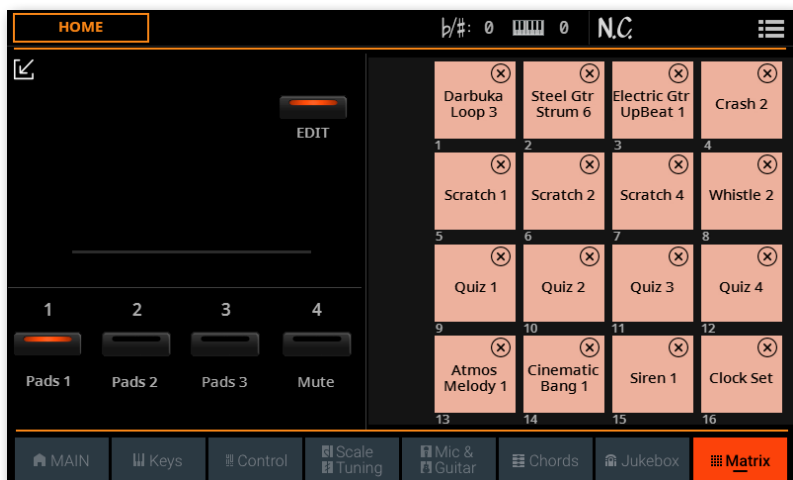 HOME
♭/#: 0
0
N.C.
EDIT
1
2
3
4
Pads 1
Pads 2
Pads 3
Mute
Darbuka
Loop 3
1
Steel Gtr
Strum 6
2
Electric Gtr
UpBeat 1
3
Crash 2
4
Scratch 1
5
Scratch 2
6
Scratch 4
7
Whistle 2
8
Quiz 1
9
Quiz 2
10
Quiz 3
11
Quiz 4
12
Atmos
Melody 1
13
Cinematic
Bang 1
14
Siren 1
15
Clock Set
16
MAIN
Keys
Control
Scale
Tuning
Mic &
Guitar
Chords
Jukebox
Matrix